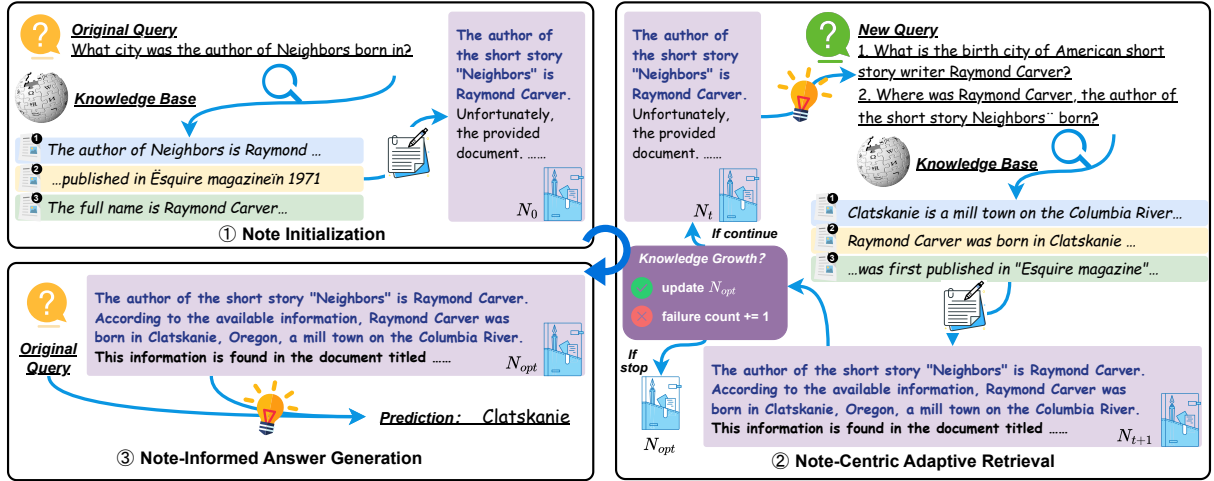 Original Query
What city was the author of Neighbors born in?
Knowledge Base
1
The author of Neighbors is Raymond ...
2
...published in Ësquire magazineïn 1971
3
The full name is Raymond Carver...
The author of
the short story
"Neighbors" is
Raymond Carver.
Unfortunately,
the provided
document. ......
N0
① Note Initialization
The author of
the short story
"Neighbors" is
Raymond Carver.
Unfortunately,
the provided
document. ......
Nt
New Query
1. What is the birth city of American short
story writer Raymond Carver?
2. Where was Raymond Carver, the author of
the short story Neighbors¨ born?
Knowledge Base
1
Clatskanie is a mill town on the Columbia River...
2
Raymond Carver was born in Clatskanie ...
3
...was first published in "Esquire magazine"...
If continue
Knowledge Growth?
update Nopt
failure count += 1
If
stop
Nopt
The author of the short story "Neighbors" is Raymond Carver.
According to the available information, Raymond Carver was
born in Clatskanie, Oregon, a mill town on the Columbia River.
This information is found in the document titled ......
Nt+1
② Note-Centric Adaptive Retrieval
The author of the short story "Neighbors" is Raymond Carver.
According to the available information, Raymond Carver was
born in Clatskanie, Oregon, a mill town on the Columbia River.
This information is found in the document titled ......
Nopt
Original
Query
Prediction: Clatskanie
③ Note-Informed Answer Generation